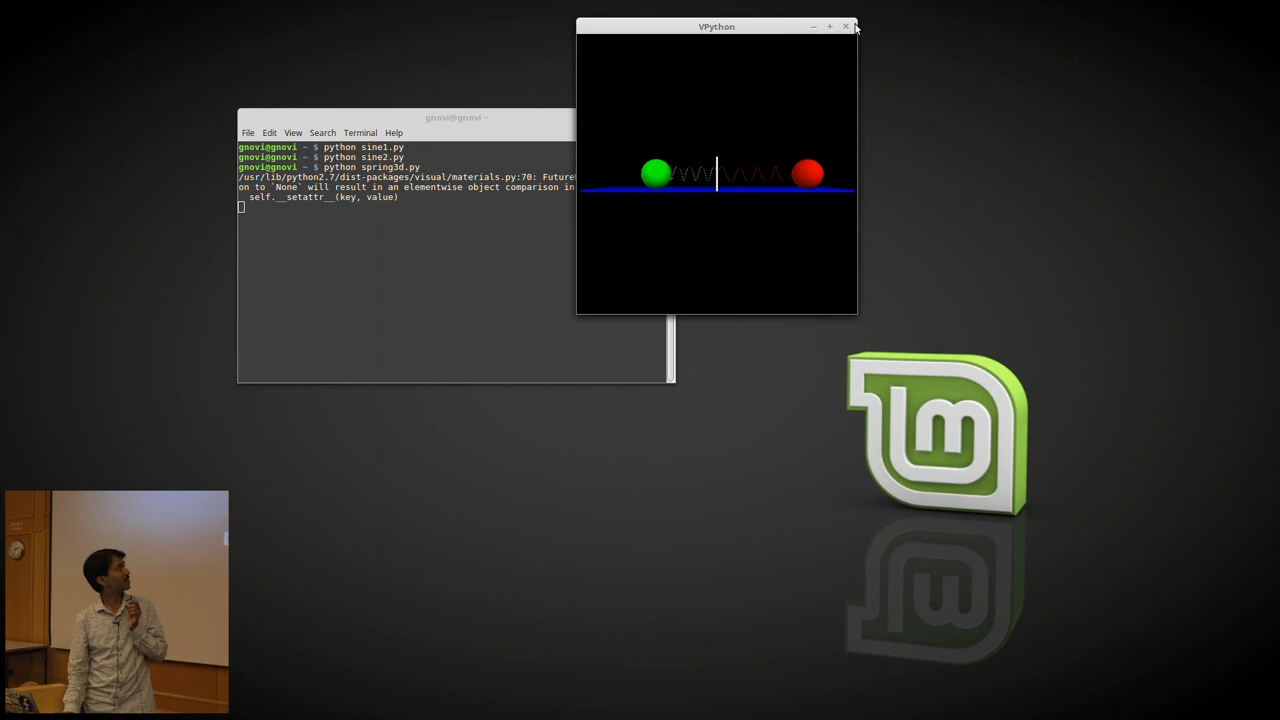 VPython
gnovi@gnovi ~
File Edit View Search Terminal Help
gnovi@gnovi ~ $ python sine1.py
gnovi@gnovi ~ $ python sine2.py
gnovi@gnovi ~ $ python spring3d.py
/usr/lib/python2.7/dist-packages/visual/materials.py:70: Future
on to `None` will result in an elementwise object comparison in
self.__setattr__(key, value)